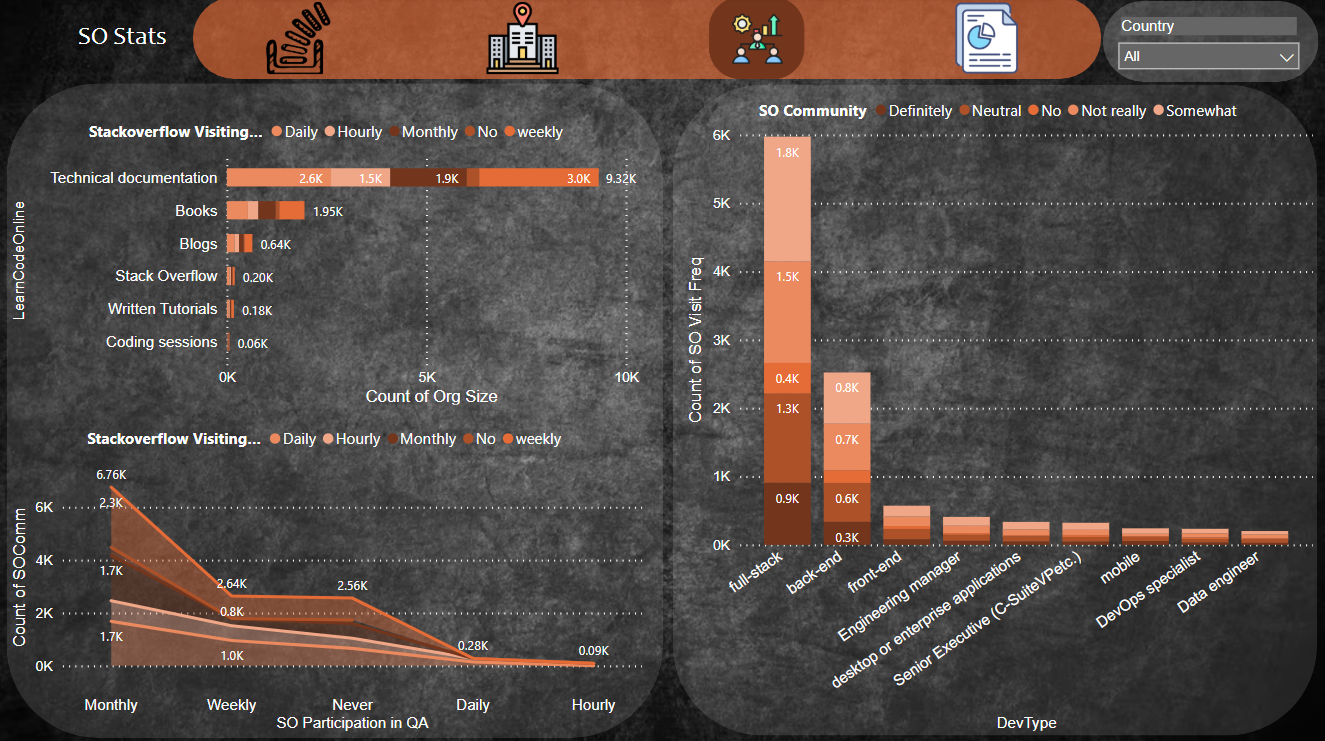 SO Stats
Country
All
Stackoverflow Visiting... Daily Hourly Monthly No weekly
LearnCodeOnline
Technical documentation 2.6K 1.5K 1.9K 3.0K 9.32K
Books 1.95K
Blogs 0.64K
Stack Overflow 0.20K
Written Tutorials 0.18K
Coding sessions 0.06K
0K 5K 10K
Count of Org Size
Stackoverflow Visiting... Daily Hourly Monthly No weekly
Count of SOComm
6K
4K
2K
0K
6.76K
2.3K
1.7K
1.7K
2.64K
0.8K
1.0K
2.56K
0.28K
0.09K
Monthly Weekly Never Daily Hourly
SO Participation in QA
SO Community Definitely Neutral No Not really Somewhat
Count of SO Visit Freq
6K
5K
4K
3K
2K
1K
0K
1.8K
1.5K
0.4K
1.3K
0.9K
0.8K
0.7K
0.6K
0.3K
full-stack
back-end
front-end
Engineering manager
desktop or enterprise applications
Senior Executive (C-SuiteVPetc.)
mobile
DevOps specialist
Data engineer
DevType